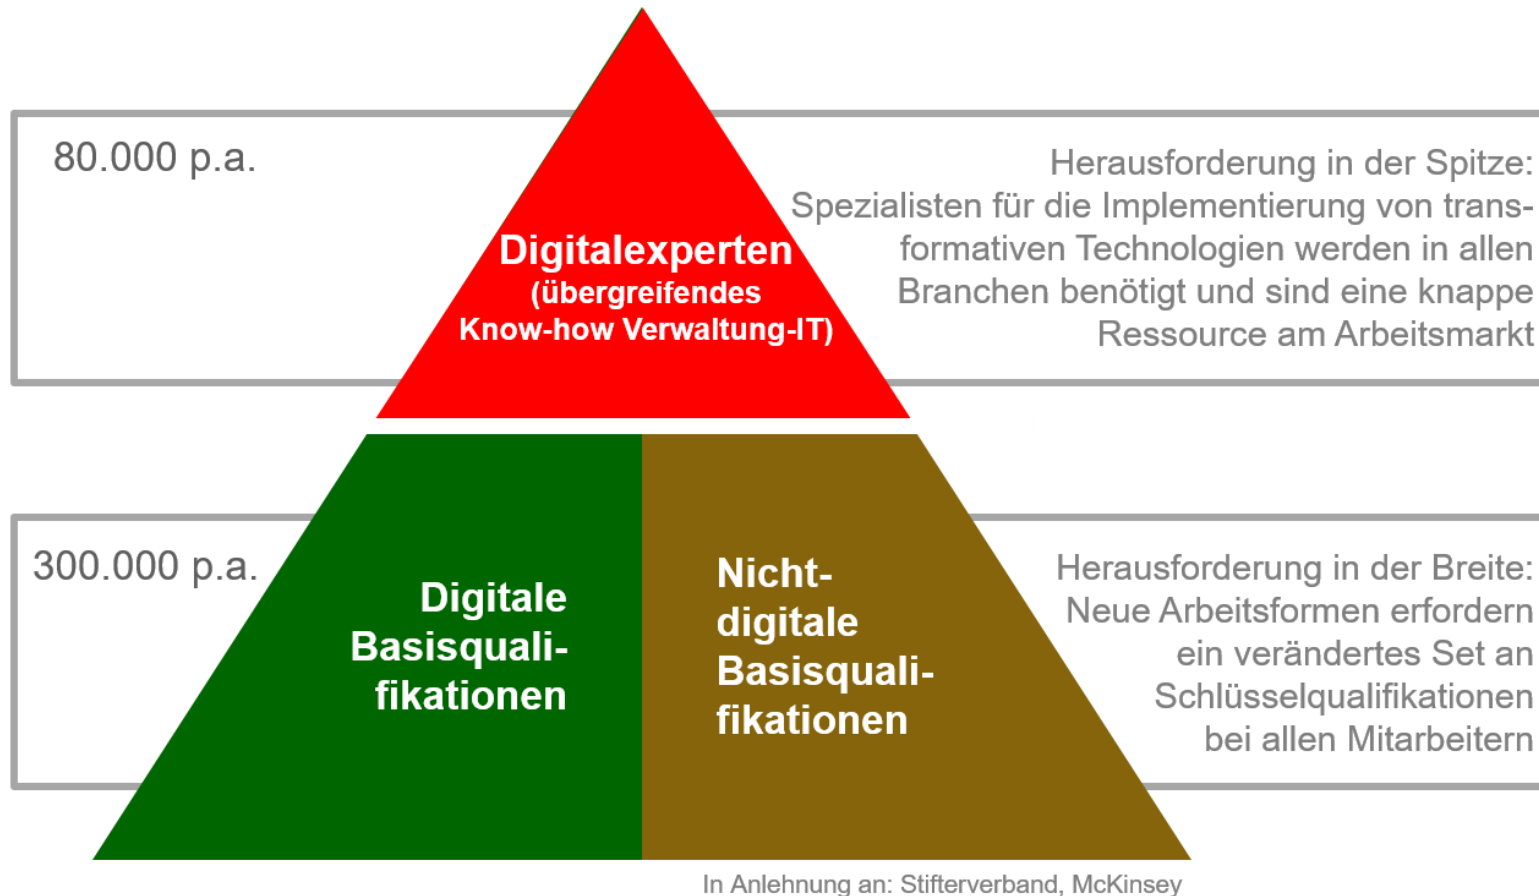 80.000 p.a.
Digitalexperten
(übergreifendes
Know-how Verwaltung-IT)
Herausforderung in der Spitze:
Spezialisten für die Implementierung von trans-
formativen Technologien werden in allen
Branchen benötigt und sind eine knappe
Ressource am Arbeitsmarkt
300.000 p.a.
Digitale
Basisquali-
fikationen
Nicht-
digitale
Basisquali-
fikationen
Herausforderung in der Breite:
Neue Arbeitsformen erfordern
ein verändertes Set an
Schlüsselqualifikationen
bei allen Mitarbeitern
In Anlehnung an: Stifterverband, McKinsey